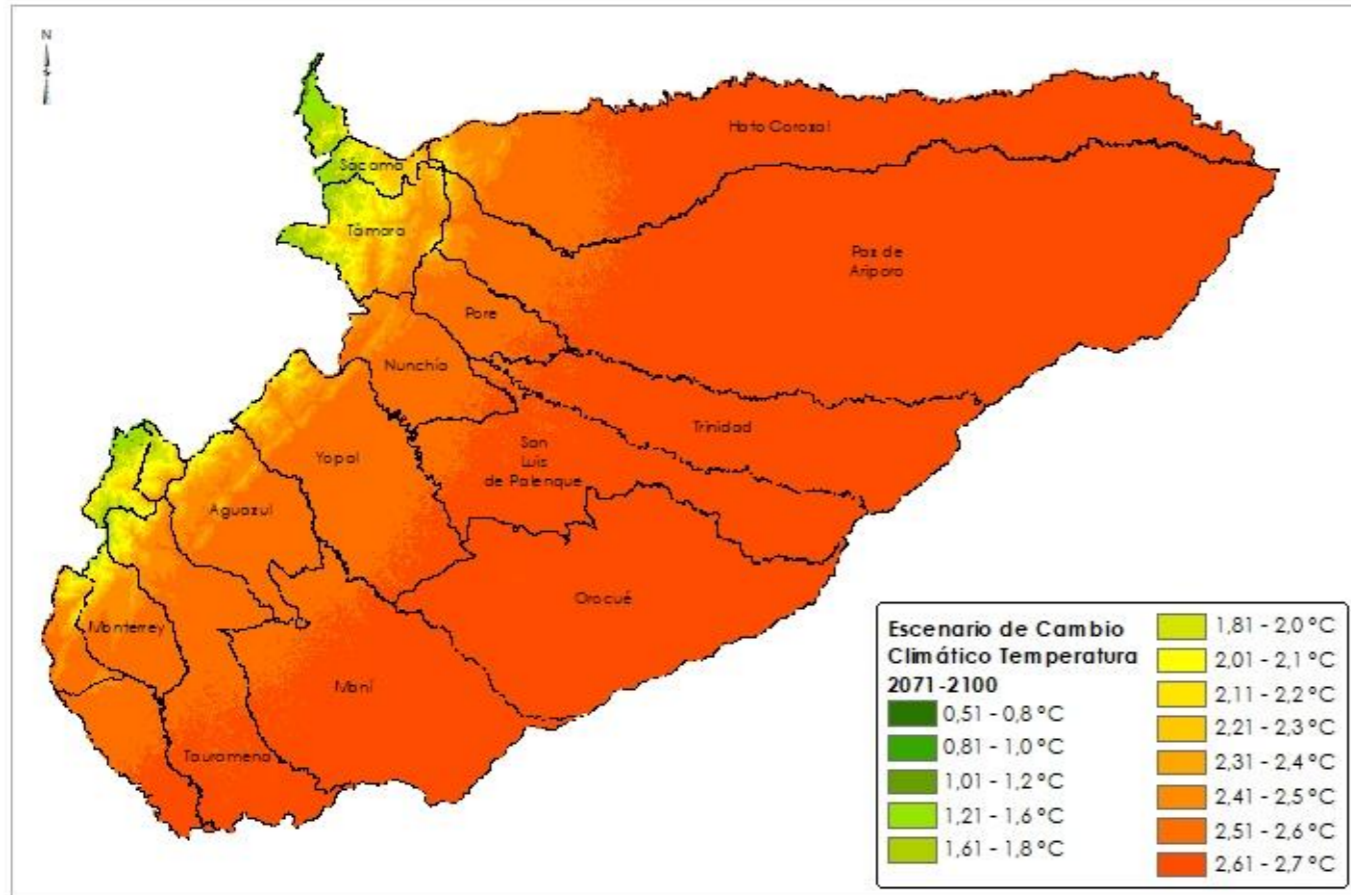 N
Hato Corozal
Sácama
Támara
Paz de
Ariporo
Pore
Nunchía
Trinidad
San
Luis
de Palenque
Yopal
Aguazul
Orocué
Monterrey
Maní
Tauramena
Escenario de Cambio
Climático Temperatura
2071-2100
0,51 - 0,8 °C
0,81 - 1,0 °C
1,01 - 1,2 °C
1,21 - 1,6 °C
1,61 - 1,8 °C
1,81 - 2,0 °C
2,01 - 2,1 °C
2,11 - 2,2 °C
2,21 - 2,3 °C
2,31 - 2,4 °C
2,41 - 2,5 °C
2,51 - 2,6 °C
2,61 - 2,7 °C